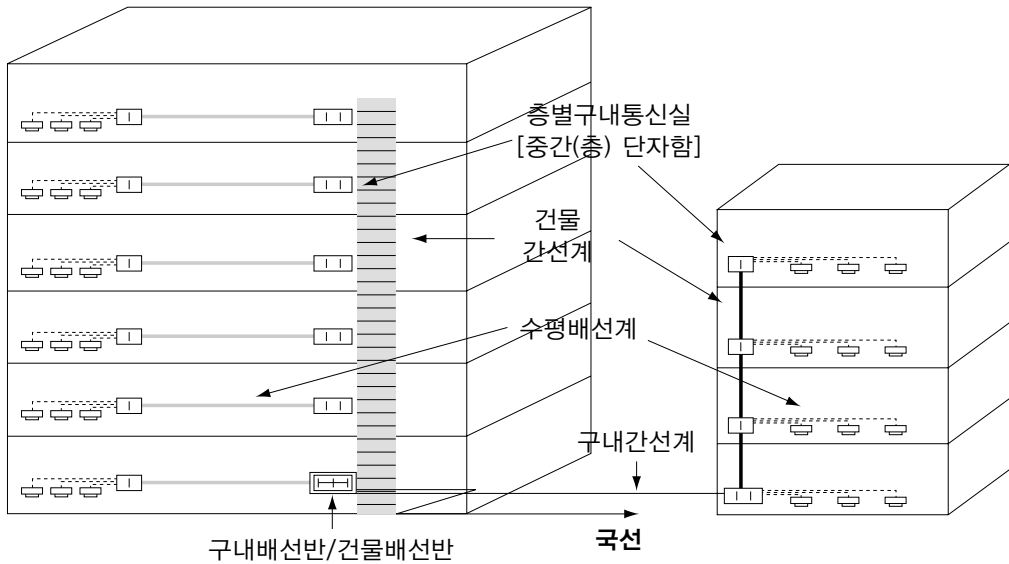 층별구내통신실
[중간(층) 단자함]
건물
간선계
수평배선계
구내간선계
국선
구내배선반/건물배선반